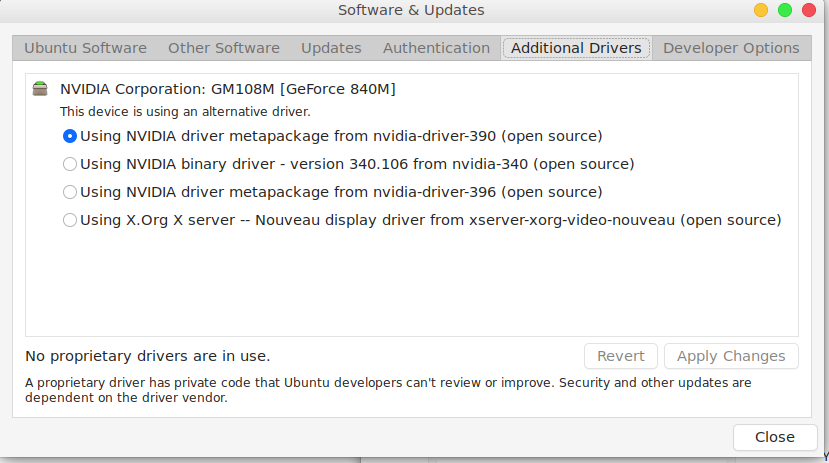 Software & Updates
Ubuntu Software Other Software Updates Authentication Additional Drivers Developer Options
NVIDIA Corporation: GM108M [GeForce 840M]
This device is using an alternative driver.
Using NVIDIA driver metapackage from nvidia-driver-390 (open source)
Using NVIDIA binary driver - version 340.106 from nvidia-340 (open source)
Using NVIDIA driver metapackage from nvidia-driver-396 (open source)
Using X.Org X server -- Nouveau display driver from xserver-xorg-video-nouveau (open source)
No proprietary drivers are in use. Revert Apply Changes
A proprietary driver has private code that Ubuntu developers can't review or improve. Security and other updates are
dependent on the driver vendor.
Close
Y